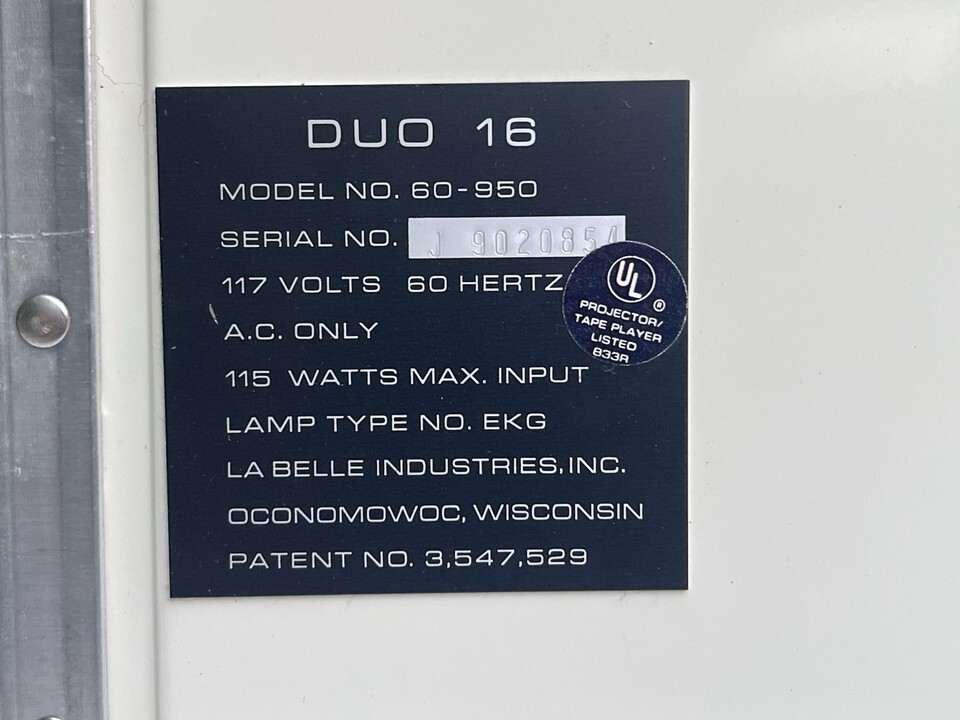 DUO 16
MODEL NO. 60-950
SERIAL NO. J 9020854
117 VOLTS 60 HERTZ
A.C. ONLY
115 WATTS MAX. INPUT
LAMP TYPE NO. EKG
LA BELLE INDUSTRIES, INC.
OCONOMOWOC, WISCONSIN
PATENT NO. 3,547,529
UL ®
PROJECTOR/
TAPE PLAYER
LISTED
833R